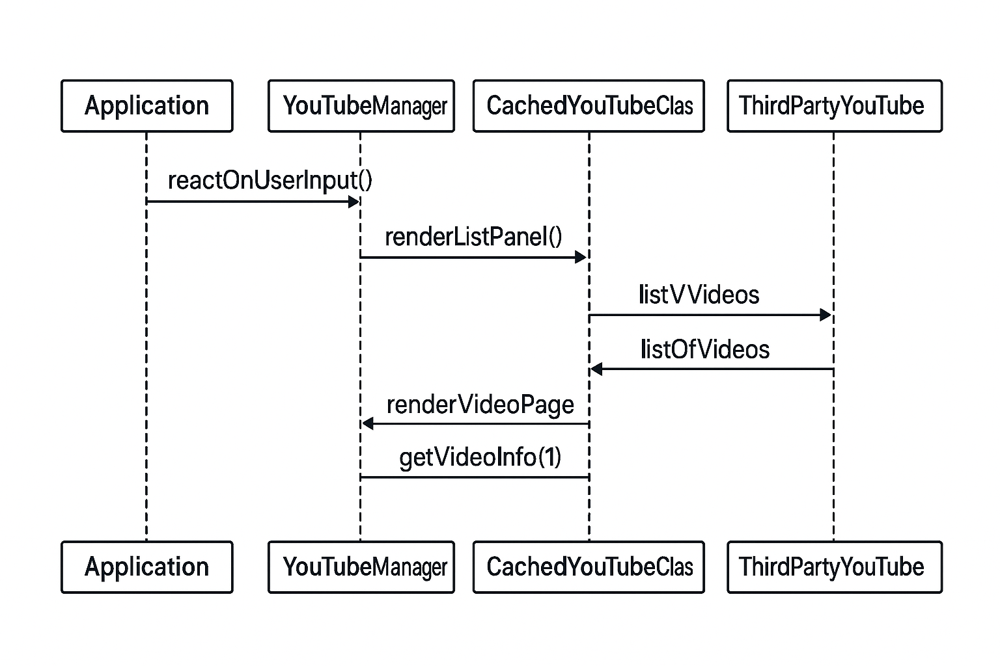 Application
YouTubeManager
CachedYouTubeClas
ThirdPartyYouTube
reactOnUserInput()
renderListPanel()
listVVideos
listOfVideos
renderVideoPage
getVideoInfo(1)
Application
YouTubeManager
CachedYouTubeClas
ThirdPartyYouTube